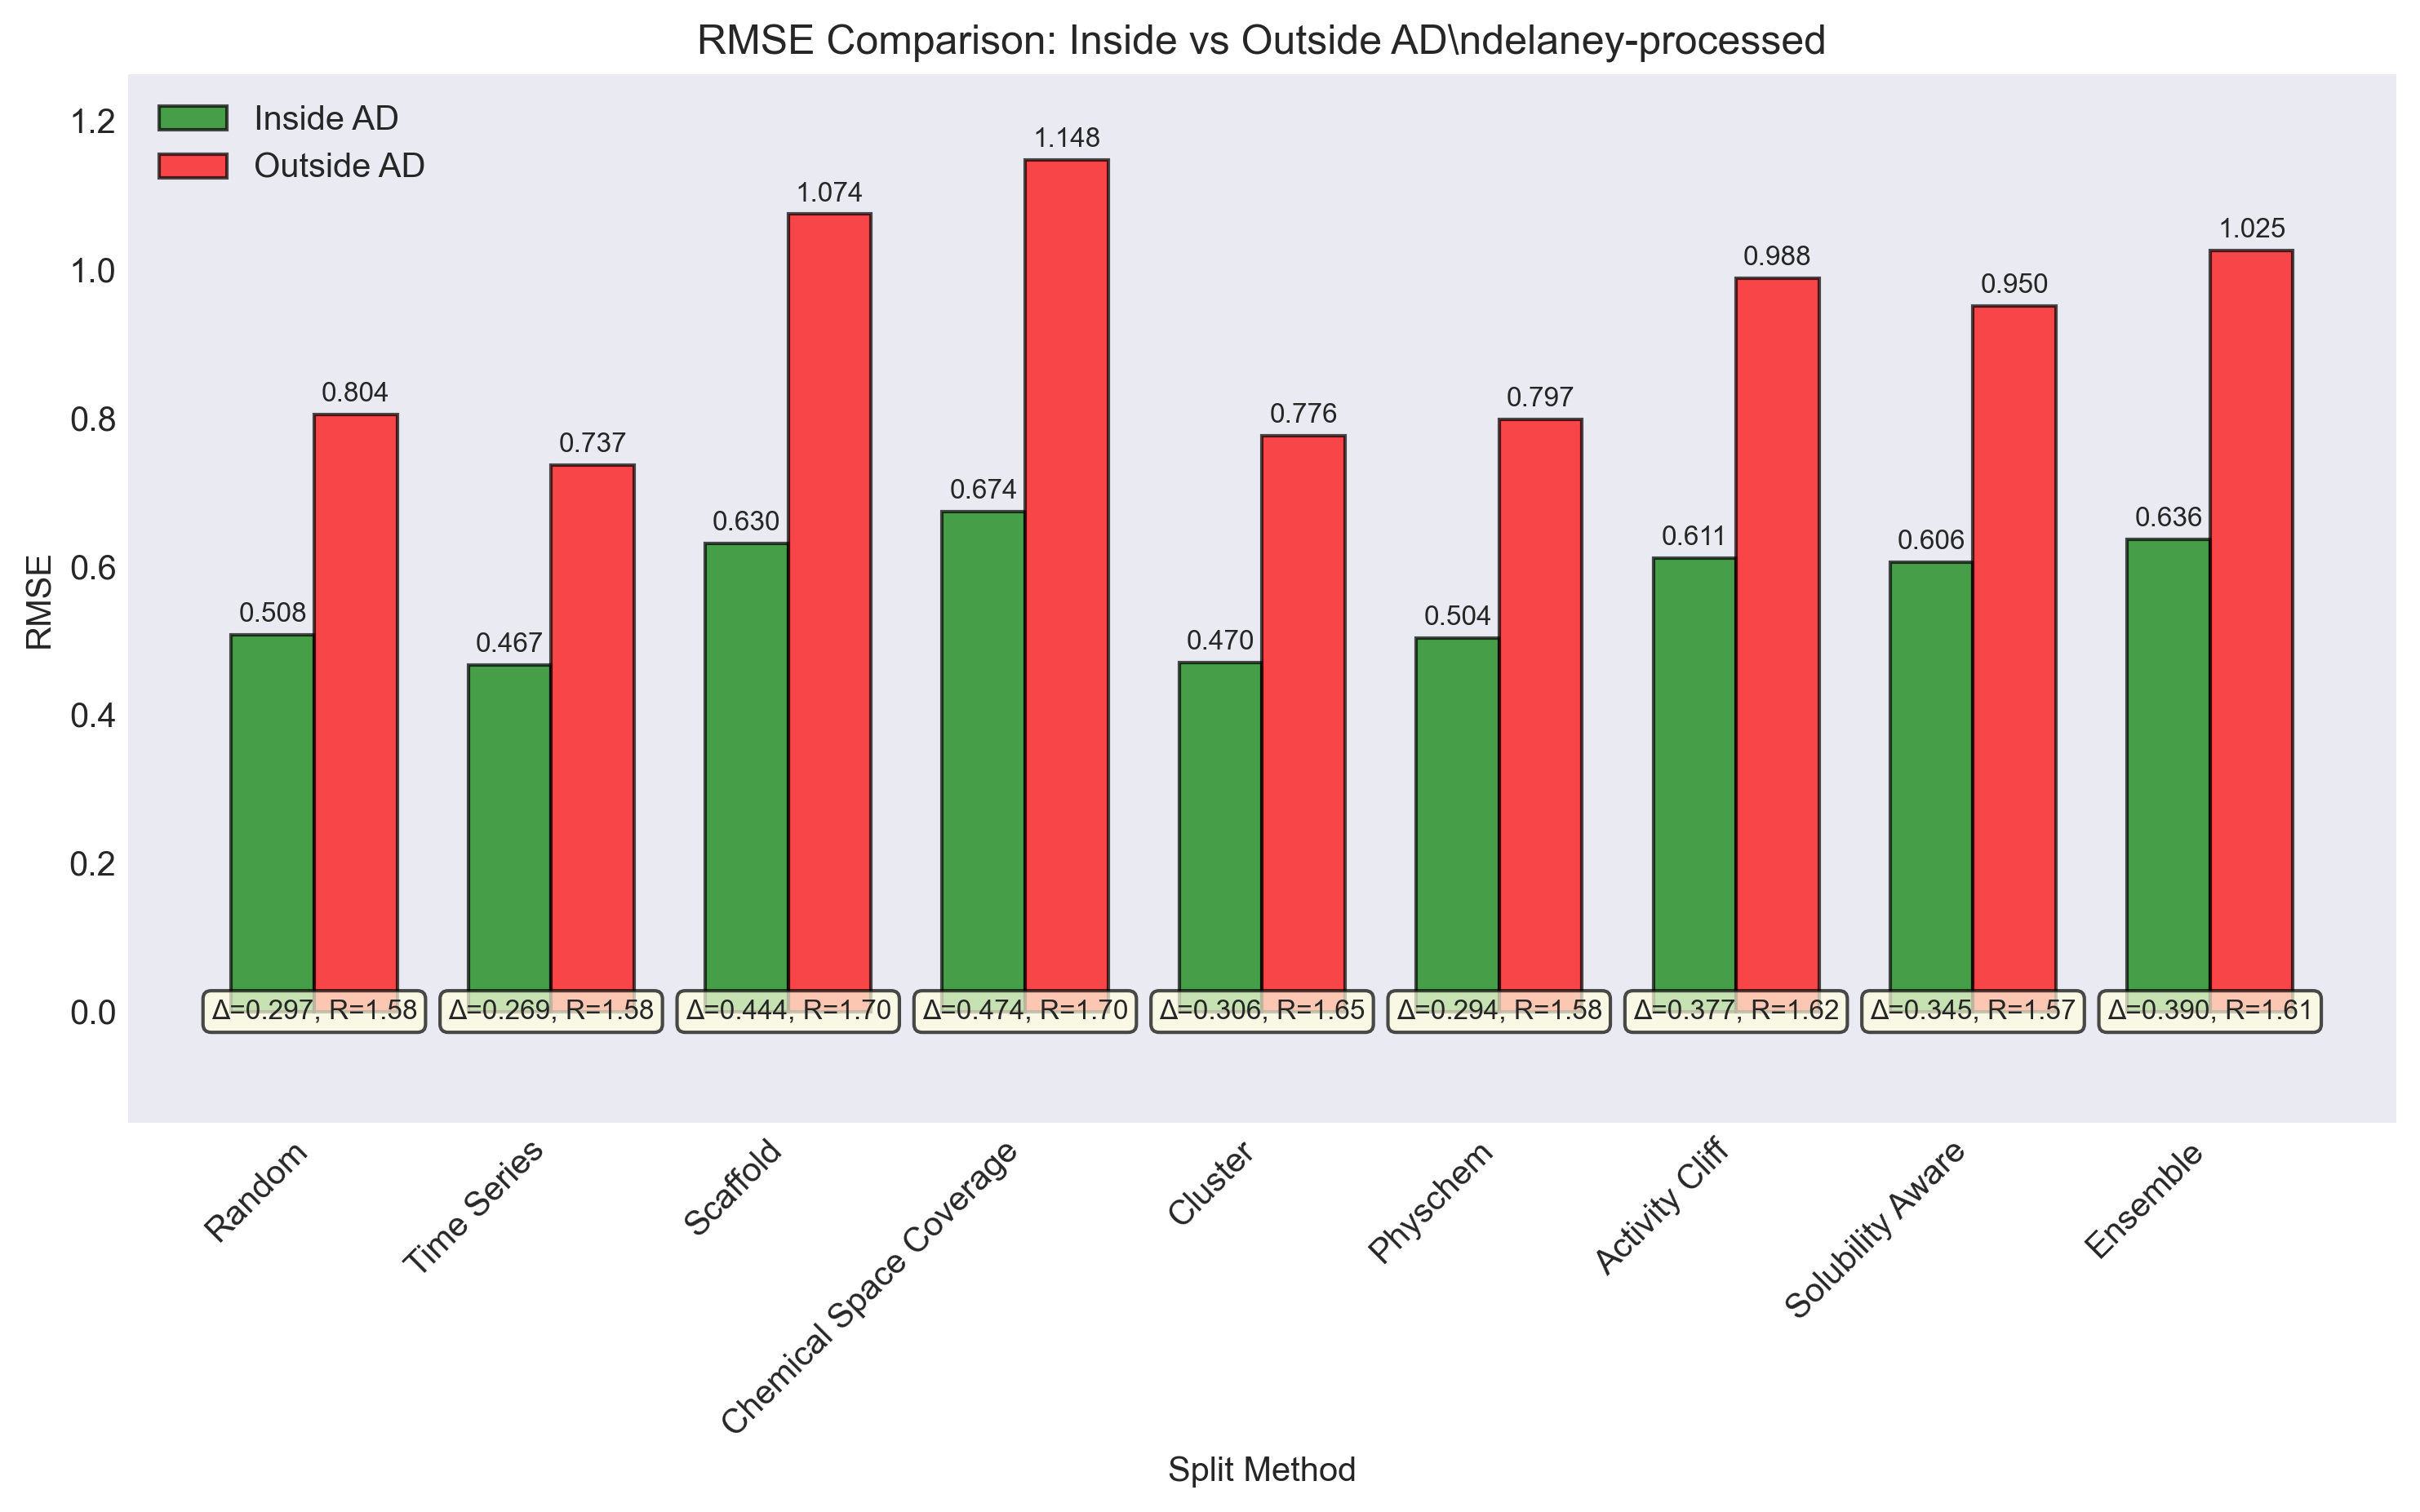 RMSE Comparison: Inside vs Outside AD\ndelaney-processed
Inside AD
Outside AD
RMSE
1.2
1.0
0.8
0.6
0.4
0.2
0.0
0.508
0.804
0.467
0.737
0.630
1.074
0.674
1.148
0.470
0.776
0.504
0.797
0.611
0.988
0.606
0.950
0.636
1.025
Δ=0.297, R=1.58
Δ=0.269, R=1.58
Δ=0.444, R=1.70
Δ=0.474, R=1.70
Δ=0.306, R=1.65
Δ=0.294, R=1.58
Δ=0.377, R=1.62
Δ=0.345, R=1.57
Δ=0.390, R=1.61
Random
Time Series
Scaffold
Chemical Space Coverage
Cluster
Physchem
Activity Cliff
Solubility Aware
Ensemble
Split Method